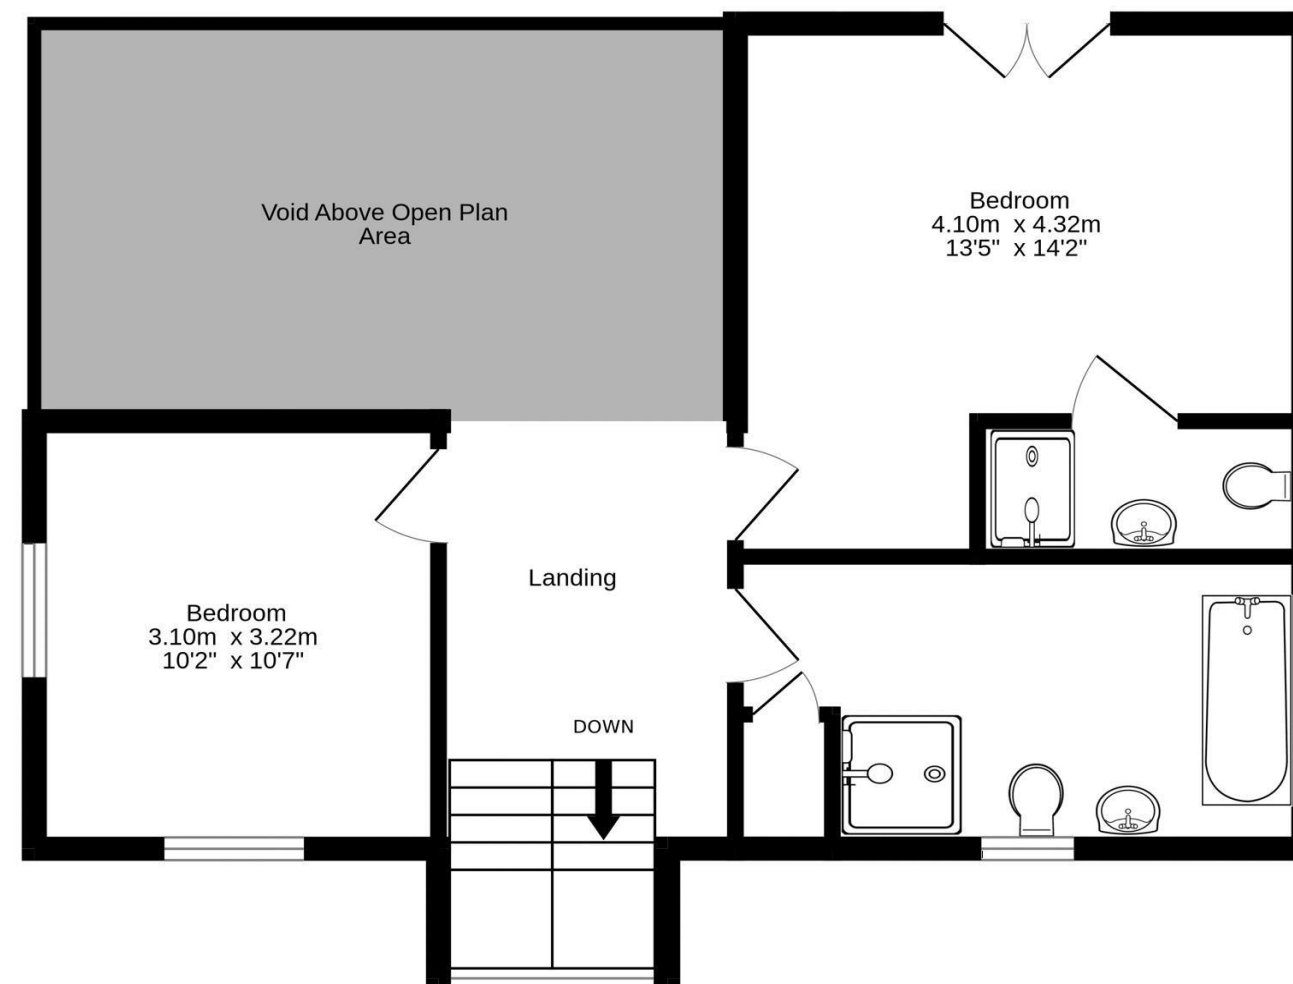 Void Above Open Plan
Area
Bedroom
4.10m x 4.32m
13'5" x 14'2"
Landing
Bedroom
3.10m x 3.22m
10'2" x 10'7"
DOWN